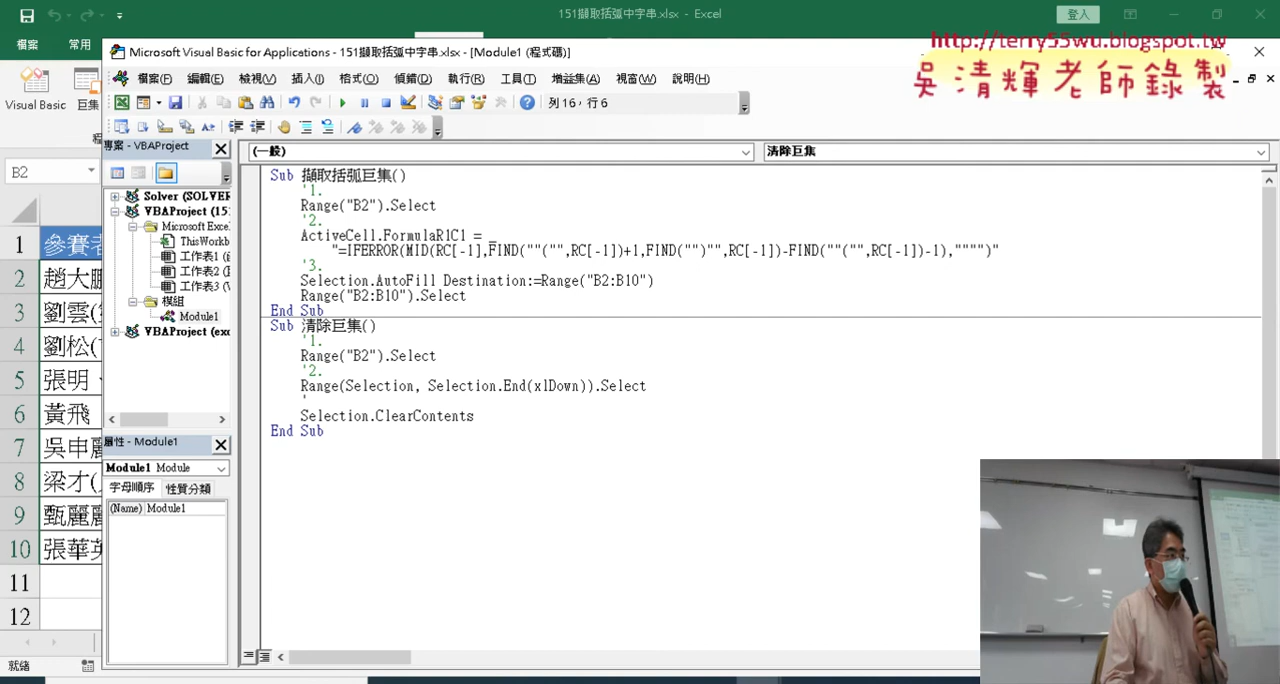 151擷取括弧中字串.xlsx - Excel
登入
檔案
常用
Visual Basic
巨集
B2
http://terry55wu.blogspot.tw
吳清輝老師錄製
Microsoft Visual Basic for Applications - 151擷取括弧中字串.xlsx - [Module1 (程式碼)]
檔案(F) 編輯(E) 檢視(V) 插入(I) 格式(O) 偵錯(D) 執行(R) 工具(T) 增益集(A) 視窗(W) 說明(H)
列 16, 行 6
專案 - VBAProject
Solver (SOLVER
VBAProject (151
Microsoft Exce
ThisWorkb
工作表1 (
工作表2 (
工作表3 (
模組
Module1
VBAProject (
屬性 - Module1
Module1 Module
字母順序 性質分類
(Name) Module1
(一般)
清除巨集
Sub 擷取括弧巨集()
'1.
Range("B2").Select
'2.
ActiveCell.FormulaR1C1 = _
"=IFERROR(MID(RC[-1],FIND(""("",RC[-1])+1,FIND("")"",RC[-1])-FIND(""("",RC[-1])-1),"""")"
'3.
Selection.AutoFill Destination:=Range("B2:B10")
Range("B2:B10").Select
End Sub
Sub 清除巨集()
'1.
Range("B2").Select
'2.
Range(Selection, Selection.End(xlDown)).Select
'
Selection.ClearContents
End Sub
1 參賽者
2 趙大鵬
3 劉雲(
4 劉松(
5 張明
6 黃飛
7 吳申
8 梁才(
9 甄麗
10 張華
11
12
就緒